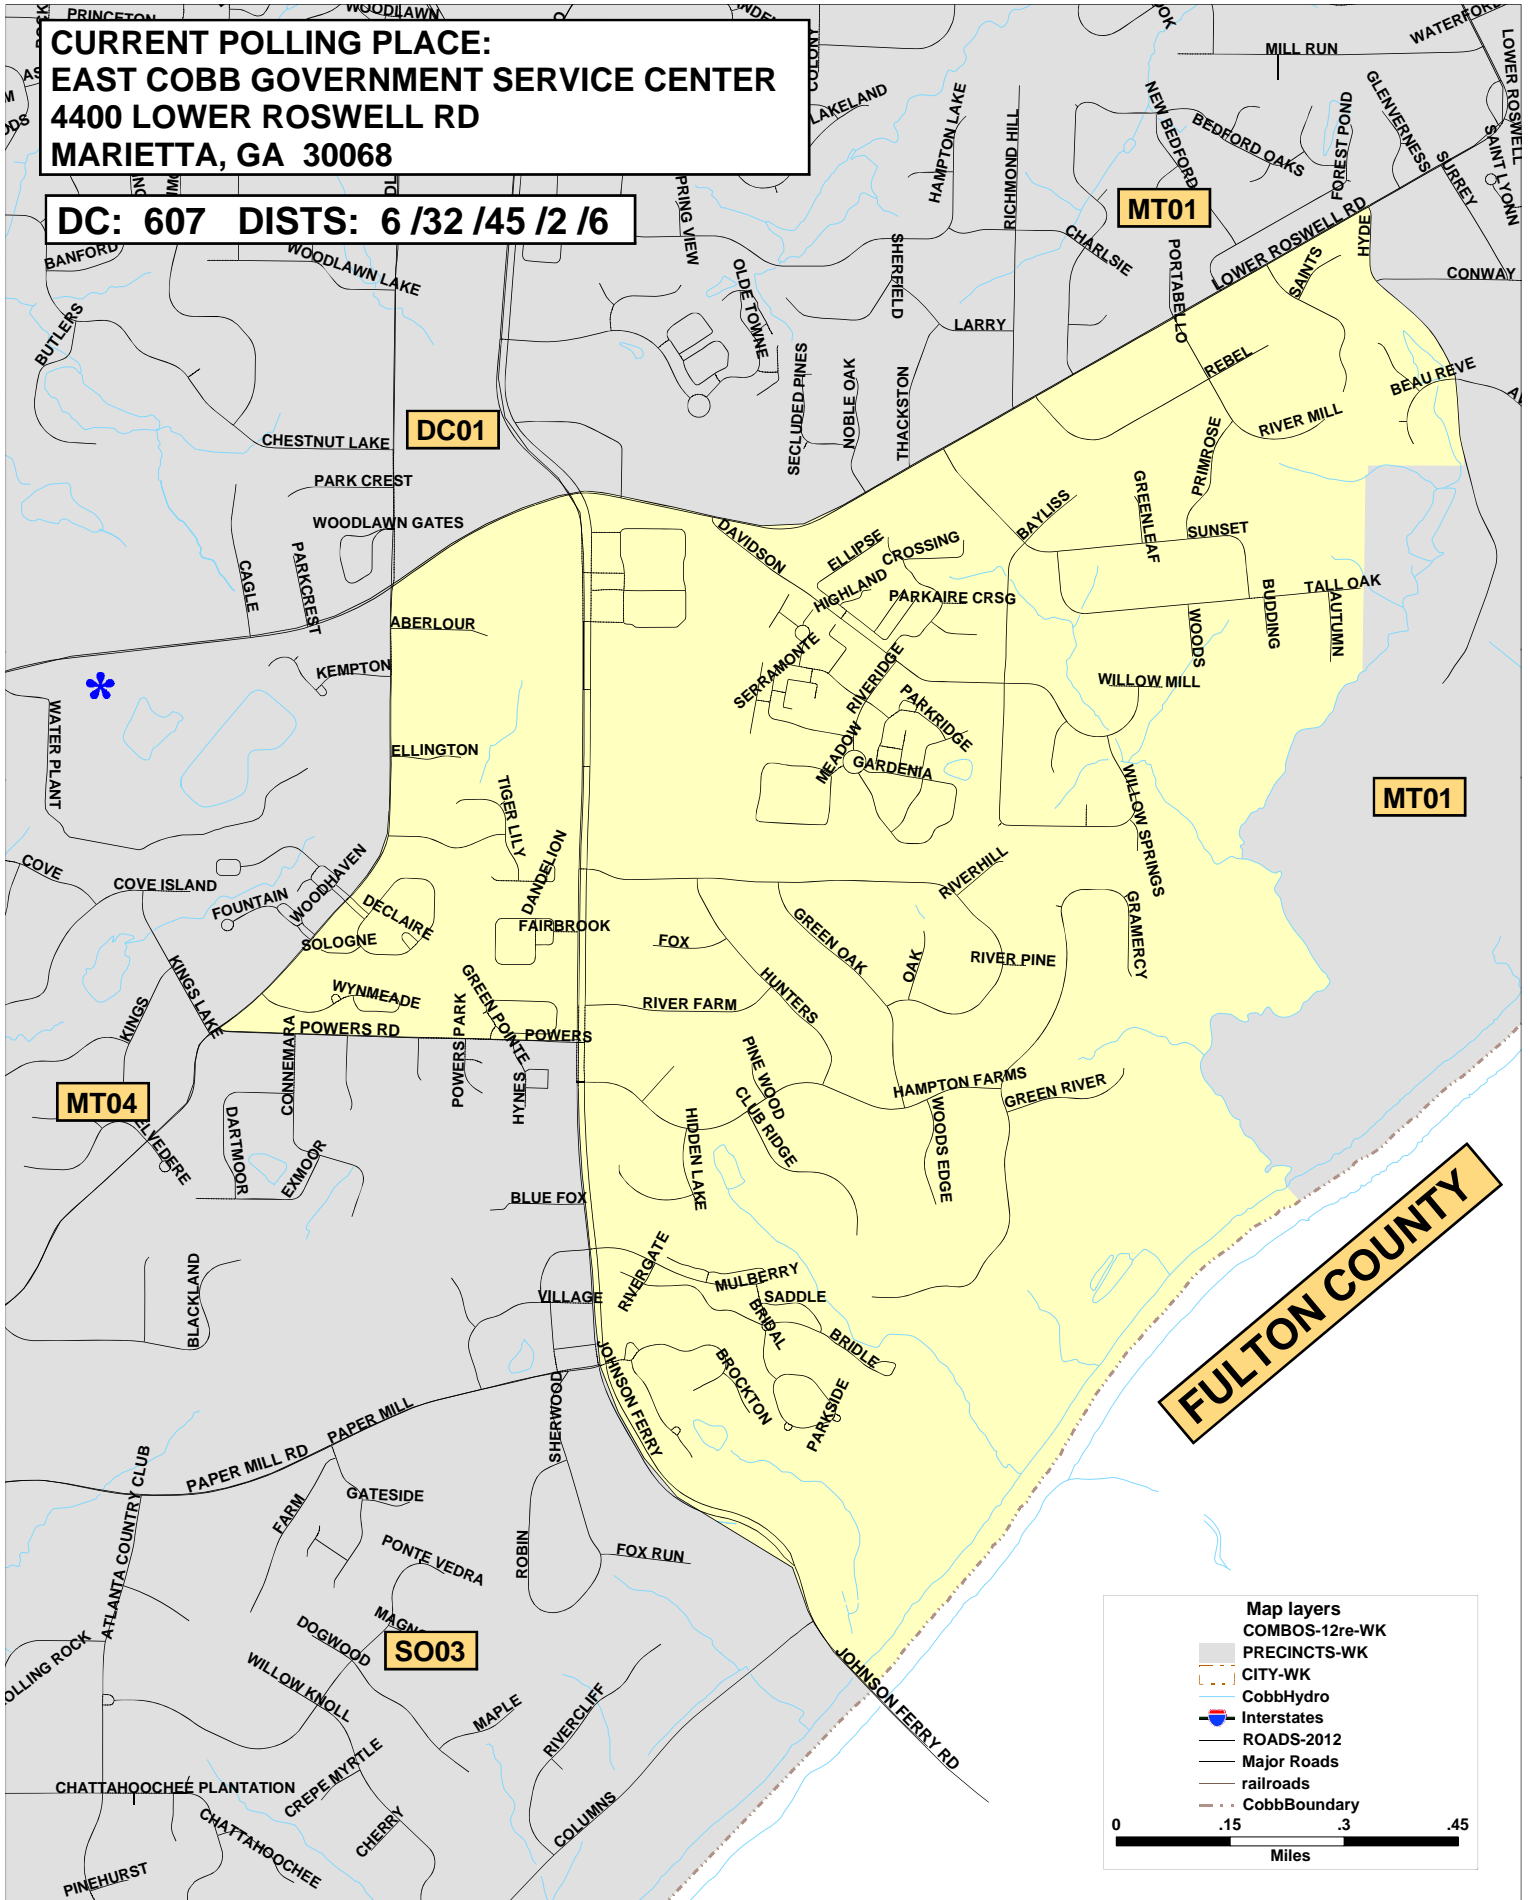 CURRENT POLLING PLACE:
EAST COBB GOVERNMENT SERVICE CENTER
4400 LOWER ROSWELL RD
MARIETTA, GA 30068
DC: 607 DISTS: 6 /32 /45 /2 /6
PRINCETON
WOODLAWN
COLONY
LAKELAND
HAMPTON LAKE
RICHMOND HILL
MILL RUN
WATERFORD
LOWER ROSWELL
NEW BEDFORD
BEDFORD OAKS
FOREST POND
GLENVERNESS
SURREY
SAINT LYONN
MT01
BANFORD
WOODLAWN LAKE
BUTLERS
PRING VIEW
OLDE TOWNE
SHERFIELD
CHARLSIE
PORTABELLO
LOWER ROSWELL RD
HYDE
SAINTS
CONWAY
LARRY
REBEL
BEAU REVE
SECLUDED PINES
NOBLE OAK
THACKSTON
RIVER MILL
PRIMROSE
DC01
CHESTNUT LAKE
PARK CREST
WOODLAWN GATES
CAGLE
PARKCREST
DAVIDSON
ELLIPSE
CROSSING
HIGHLAND
PARKAIRE CRSG
BAYLISS
GREENLEAF
SUNSET
TALL OAK
BUDDING
AUTUMN
WOODS
ABERLOUR
KEMPTON
WATER PLANT
SERRAMONTE
RIVERIDGE
PARKRIDGE
MEADOW
GARDENIA
WILLOW MILL
WILLOW SPRINGS
MT01
ELLINGTON
TIGER LILY
DANDELION
COVE
COVE ISLAND
FOUNTAIN
WOODHAVEN
DECLAIRE
SOLOGNE
FAIRBROOK
FOX
GREEN OAK
RIVERHILL
OAK
RIVER PINE
GRAMERCY
HUNTERS
RIVER FARM
KINGS LAKE
KINGS
WYNMEADE
POWERS RD
CONNEMARA
POWERS PARK
GREEN POINTE
POWERS
HYNES
MT04
ELVEDERE
DARTMOOR
EXMOOR
PINE WOOD
CLUB RIDGE
HAMPTON FARMS
GREEN RIVER
WOODS EDGE
HIDDEN LAKE
BLUE FOX
BLACKLAND
RIVERGATE
VILLAGE
MULBERRY
SADDLE
BRIDAL
BRIDLE
FULTON COUNTY
JOHNSON FERRY
BROCKTON
PARKSIDE
SHERWOOD
PAPER MILL
PAPER MILL RD
ATLANTA COUNTRY CLUB
FARM
GATESIDE
PONTE VEDRA
ROBIN
FOX RUN
DOGWOOD
MAGN
SO03
OLLING ROCK
WILLOW KNOLL
MAPLE
RIVERCLIFF
JOHNSON FERRY RD
CHATTAHOOCHEE PLANTATION
CREPE MYRTLE
CHATTAHOOCHEE
CHERRY
COLUMNS
PINEHURST
Map layers
COMBOS-12re-WK
PRECINCTS-WK
CITY-WK
CobbHydro
Interstates
ROADS-2012
Major Roads
railroads
CobbBoundary
0 .15 .3 .45
Miles